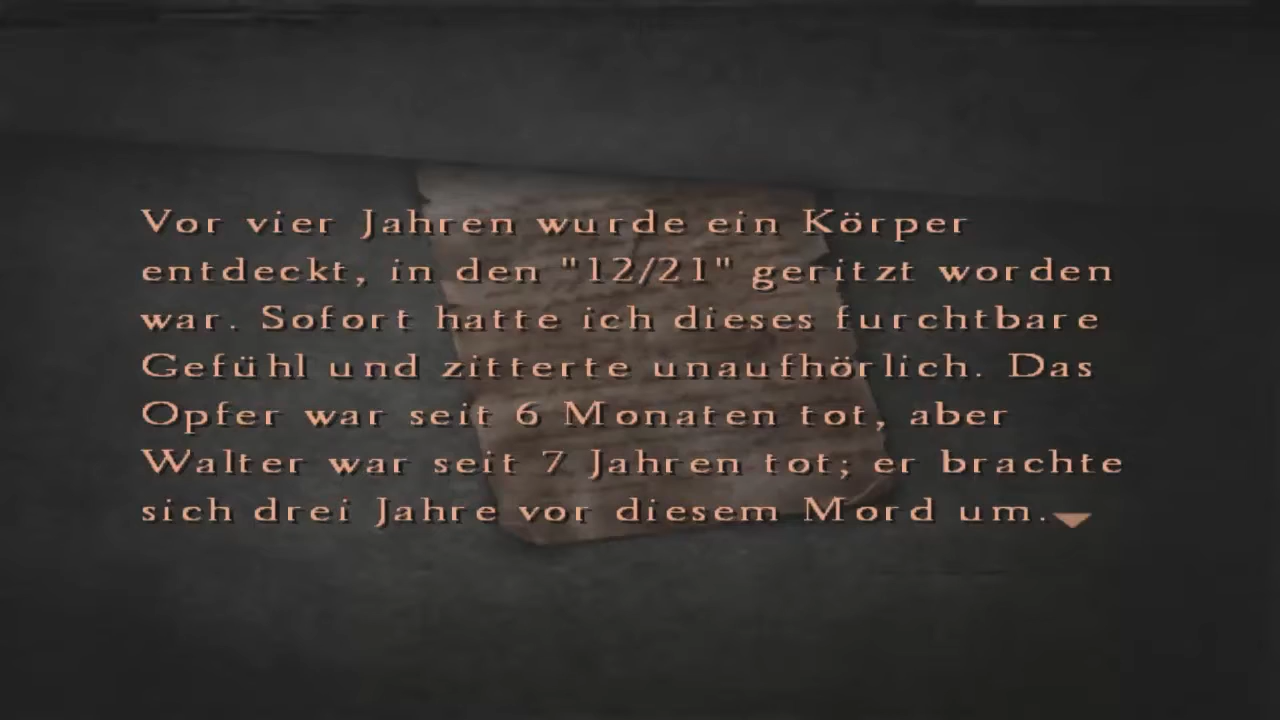 Vor vier Jahren wurde ein Körper
entdeckt, in den "12/21" geritzt worden
war. Sofort hatte ich dieses furchtbare
Gefühl und zitterte unaufhörlich. Das
Opfer war seit 6 Monaten tot, aber
Walter war seit 7 Jahren tot; er brachte
sich drei Jahre vor diesem Mord um.